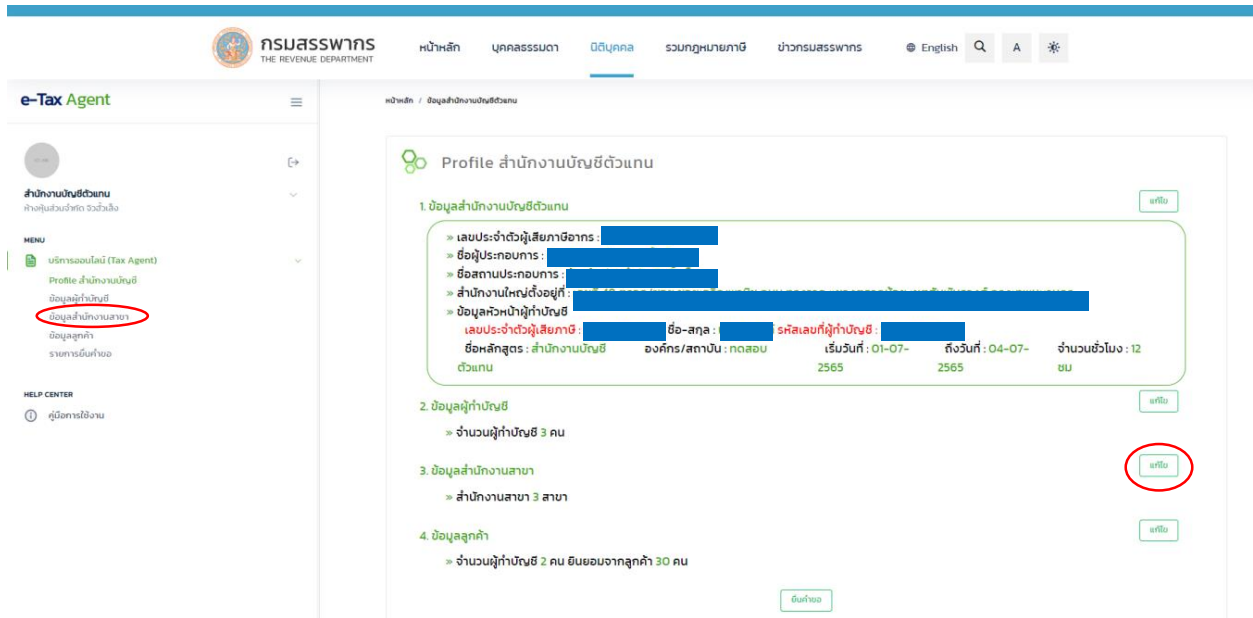 กรมสรรพากร
THE REVENUE DEPARTMENT
หน้าหลัก บุคคลธรรมดา นิติบุคคล รวมกฎหมายภาษี ข่าวกรมสรรพากร English A
e-Tax Agent
หน้าหลัก / ข้อมูลสำนักงานบัญชีตัวแทน
สำนักงานบัญชีตัวแทน
ห้างหุ้นส่วนจำกัด
MENU
บริการออนไลน์ (Tax Agent)
Profile สำนักงานบัญชี
ข้อมูลผู้ทำบัญชี
ข้อมูลสำนักงานสาขา
ข้อมูลลูกค้า
รายการยื่นคำขอ
HELP CENTER
คู่มือการใช้งาน
Profile สำนักงานบัญชีตัวแทน
1. ข้อมูลสำนักงานบัญชีตัวแทน แก้ไข
» เลขประจำตัวผู้เสียภาษีอากร :
» ชื่อผู้ประกอบการ :
» ชื่อสถานประกอบการ :
» สำนักงานใหญ่ตั้งอยู่ที่ :
» ข้อมูลหัวหน้าผู้ทำบัญชี
เลขประจำตัวผู้เสียภาษี : ชื่อ-สกุล : รหัสเลขที่ผู้ทำบัญชี :
ชื่อหลักสูตร : สำนักงานบัญชี องค์กร/สถาบัน : ทดสอบ เริ่มวันที่ : 01-07- ถึงวันที่ : 04-07- จำนวนชั่วโมง : 12
ตัวแทน 2565 2565 ชม
2. ข้อมูลผู้ทำบัญชี แก้ไข
» จำนวนผู้ทำบัญชี 3 คน
3. ข้อมูลสำนักงานสาขา แก้ไข
» สำนักงานสาขา 3 สาขา
4. ข้อมูลลูกค้า แก้ไข
» จำนวนผู้ทำบัญชี 2 คน ยินยอมจากลูกค้า 30 คน
ยืนคำขอ